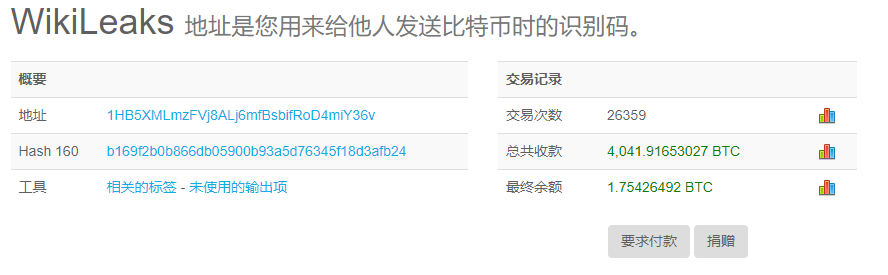 WikiLeaks 地址是您用来给他人发送比特币时的识别码。
概要
地址 1HB5XMLmzFVj8ALj6mfBsbifRoD4miY36v
Hash 160 b169f2b0b866db05900b93a5d76345f18d3afb24
工具 相关的标签 - 未使用的输出项
交易记录
交易次数 26359
总共收款 4,041.91653027 BTC
最终余额 1.75426492 BTC
要求付款 捐赠